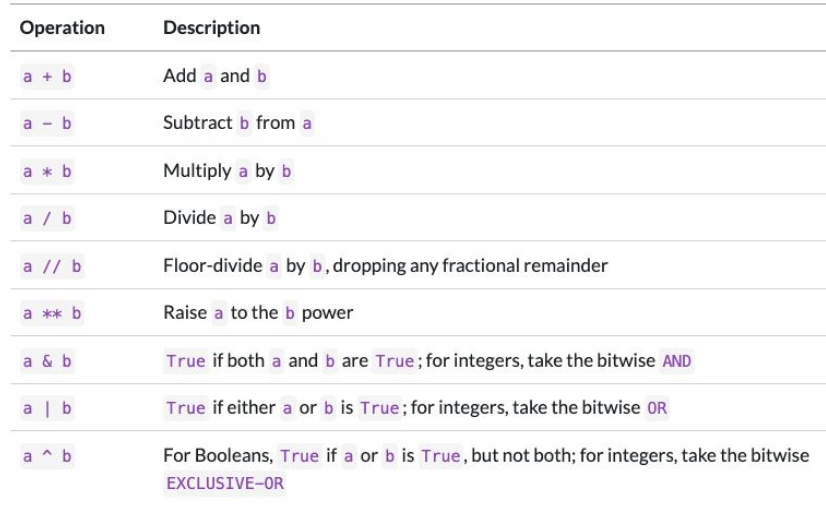 Operation Description
a + b Add a and b
a - b Subtract b from a
a * b Multiply a by b
a / b Divide a by b
a // b Floor-divide a by b, dropping any fractional remainder
a ** b Raise a to the b power
a & b True if both a and b are True; for integers, take the bitwise AND
a | b True if either a or b is True; for integers, take the bitwise OR
a ^ b For Booleans, True if a or b is True, but not both; for integers, take the bitwise
EXCLUSIVE-OR